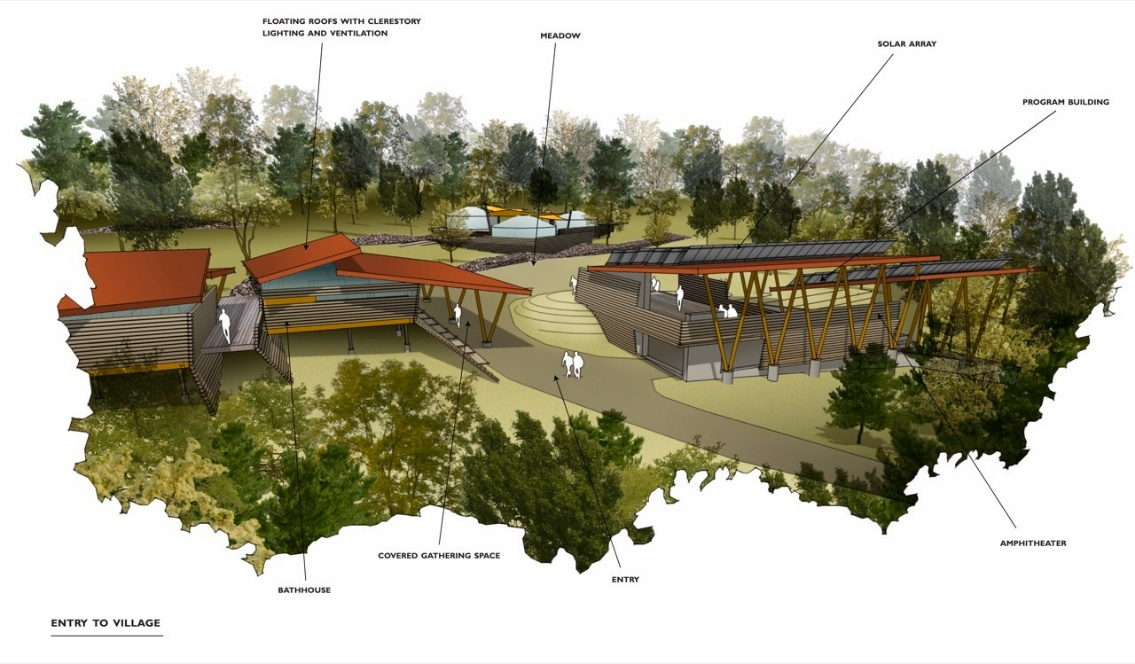 FLOATING ROOFS WITH CLERESTORY
LIGHTING AND VENTILATION
MEADOW
SOLAR ARRAY
PROGRAM BUILDING
AMPHITHEATER
COVERED GATHERING SPACE
ENTRY
BATHHOUSE
ENTRY TO VILLAGE